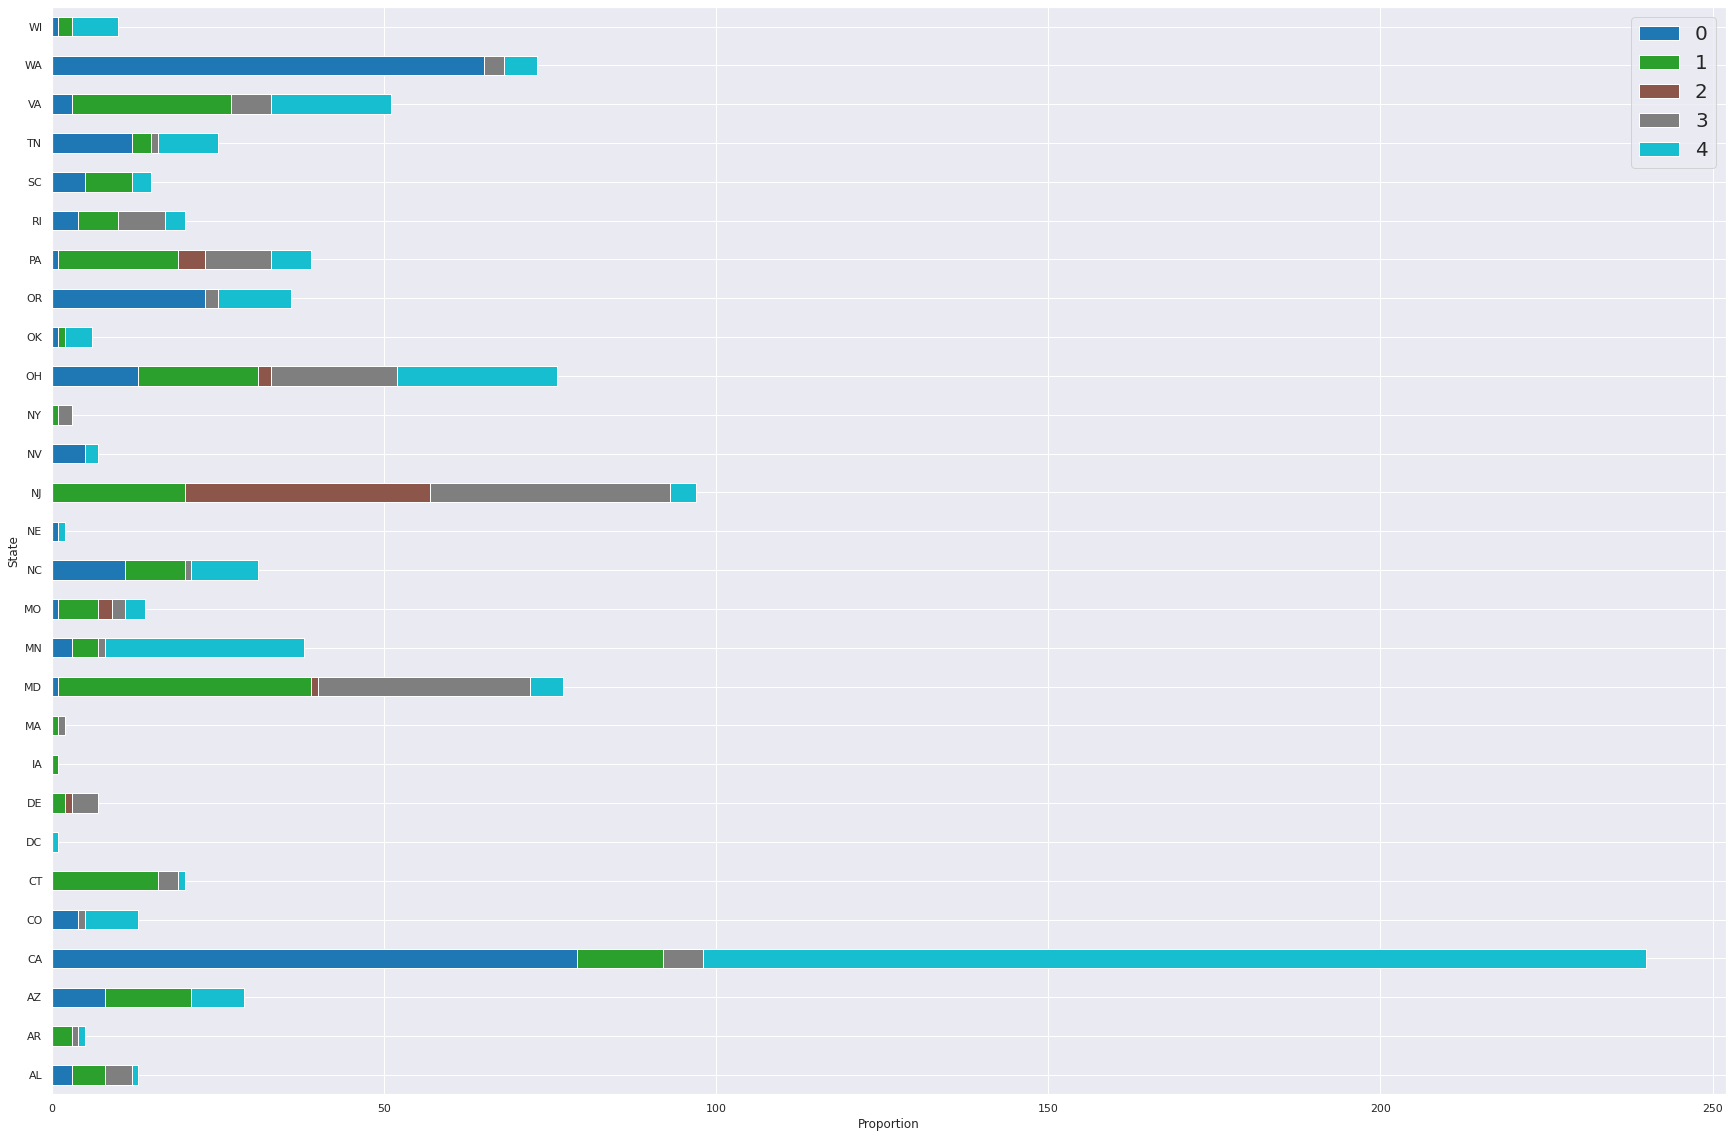 WI
WA
VA
TN
SC
RI
PA
OR
OK
OH
NY
NV
NJ
NE
NC
MO
MN
MD
MA
IA
DE
DC
CT
CO
CA
AZ
AR
AL
State
0 50 100 150 200 250
Proportion
0
1
2
3
4